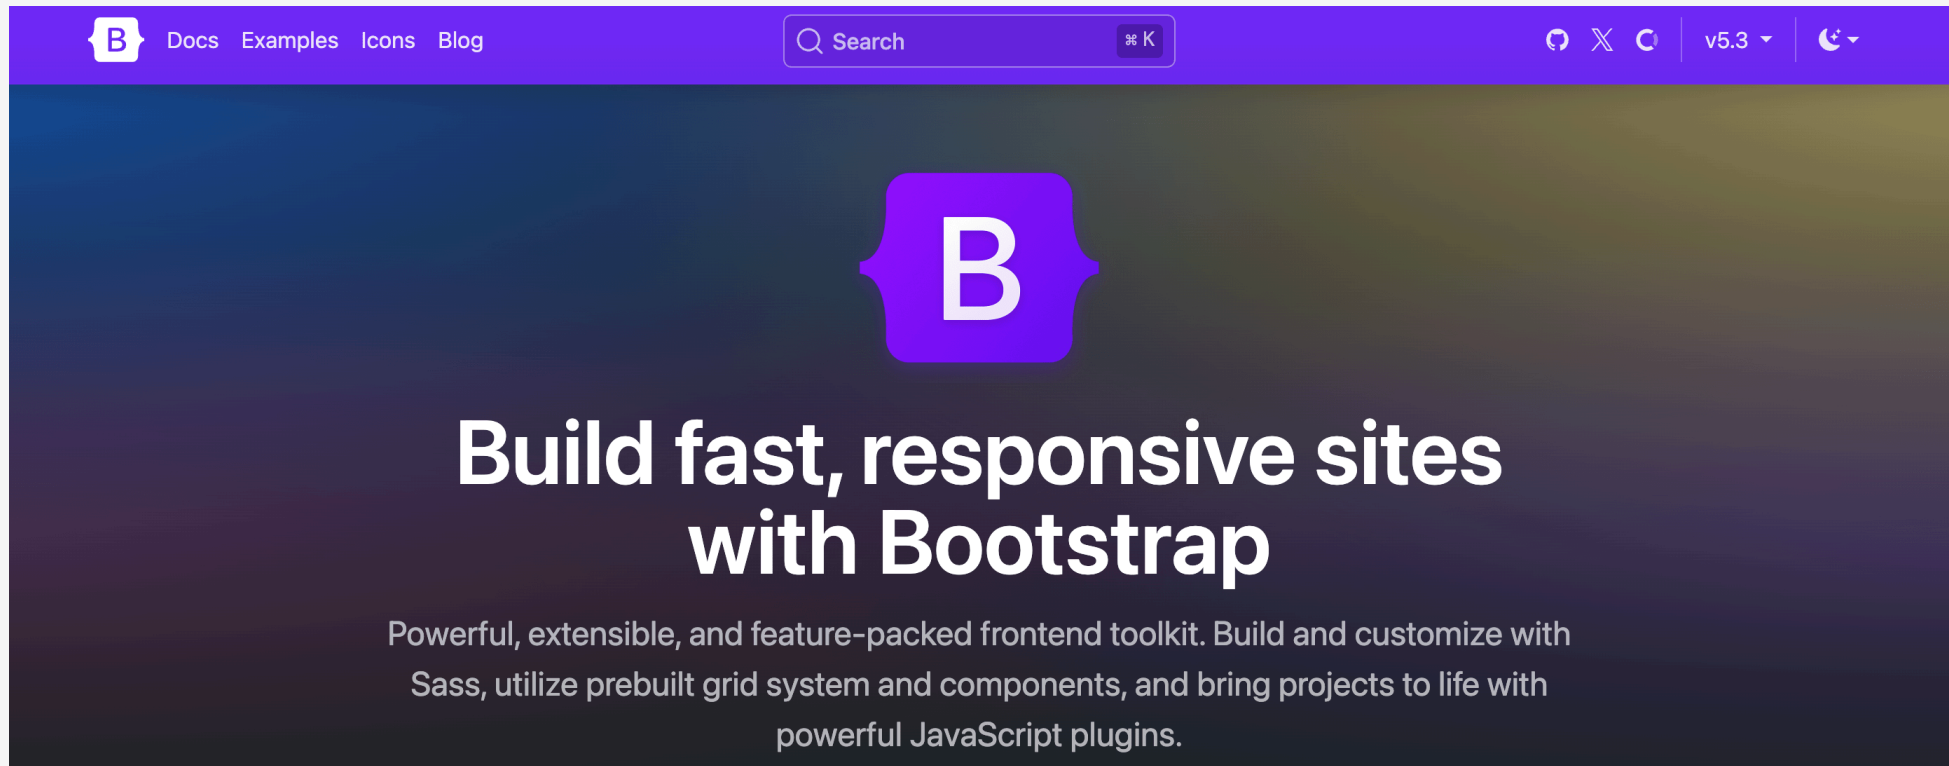 B Docs Examples Icons Blog Search ⌘ K v5.3
B
Build fast, responsive sites
with Bootstrap
Powerful, extensible, and feature-packed frontend toolkit. Build and customize with
Sass, utilize prebuilt grid system and components, and bring projects to life with
powerful JavaScript plugins.